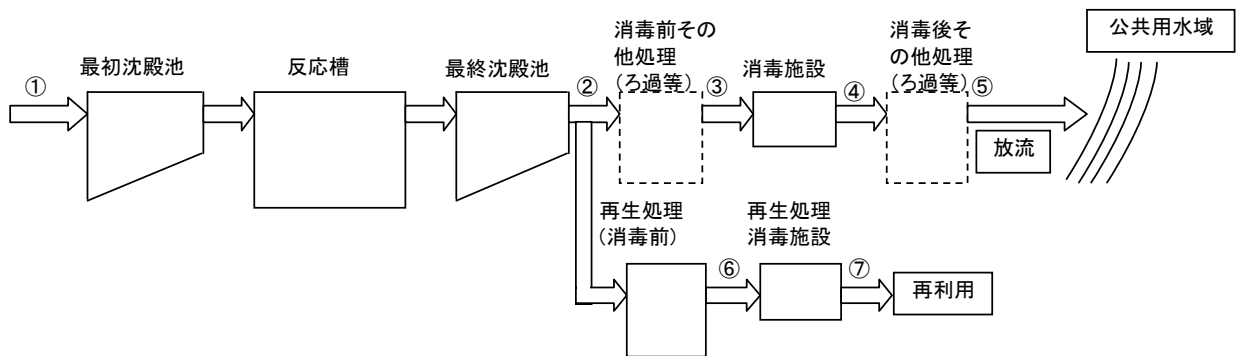 ①
最初沈殿池
反応槽
最終沈殿池
②
消毒前その
他処理
(ろ過等)
③
消毒施設
④
消毒後そ
の他処理
(ろ過等)
⑤
放流
公共用水域
再生処理
(消毒前)
⑥
再生処理
消毒施設
⑦
再利用